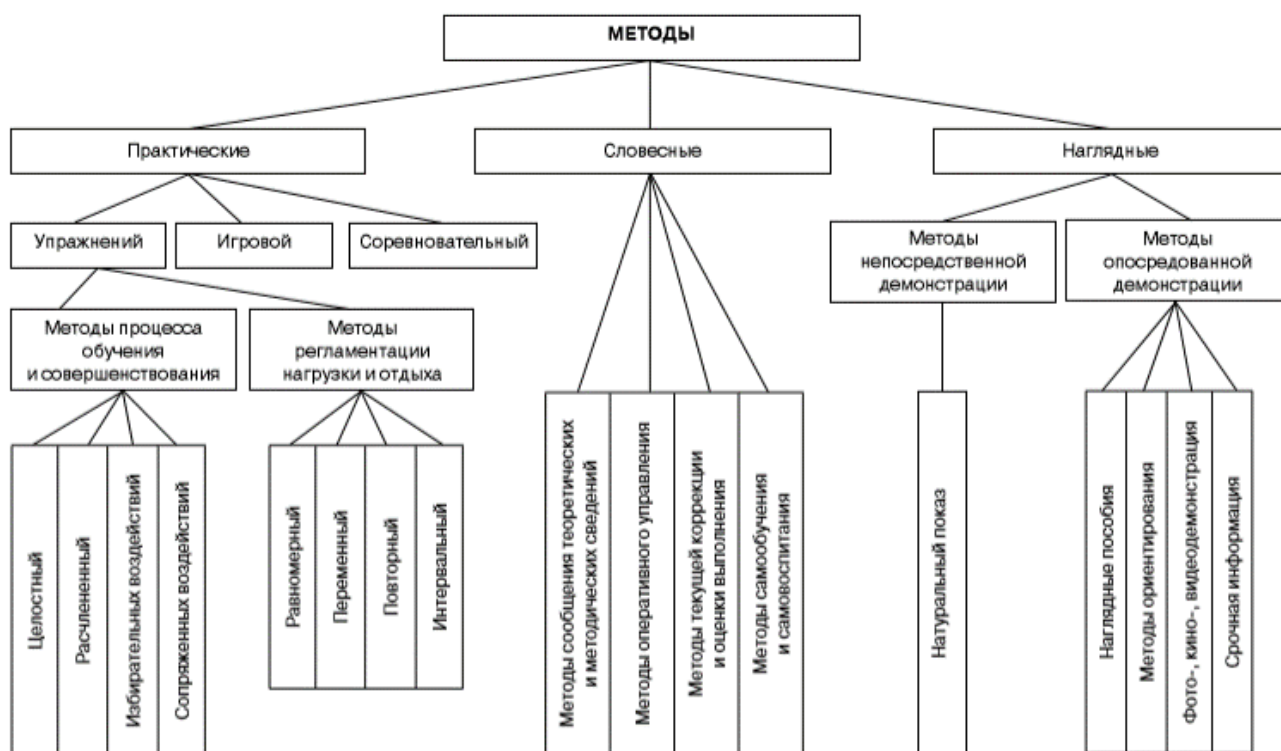 МЕТОДЫ
Практические
Словесные
Наглядные
Упражнений
Игровой
Соревновательный
Методы
непосредственной
демонстрации
Методы
опосредованной
демонстрации
Методы процесса
обучения
и совершенствования
Методы
регламентации
нагрузки и отдыха
Целостный
Расчлененный
Избирательных воздействий
Сопряженных воздействий
Равномерный
Переменный
Повторный
Интервальный
Методы сообщения теоретических
и методических сведений
Методы оперативного управления
Методы текущей коррекции
и оценки выполнения
Методы самообучения
и самовоспитания
Натуральный показ
Наглядные пособия
Методы ориентирования
Фото-, кино-, видеодемонстрация
Срочная информация